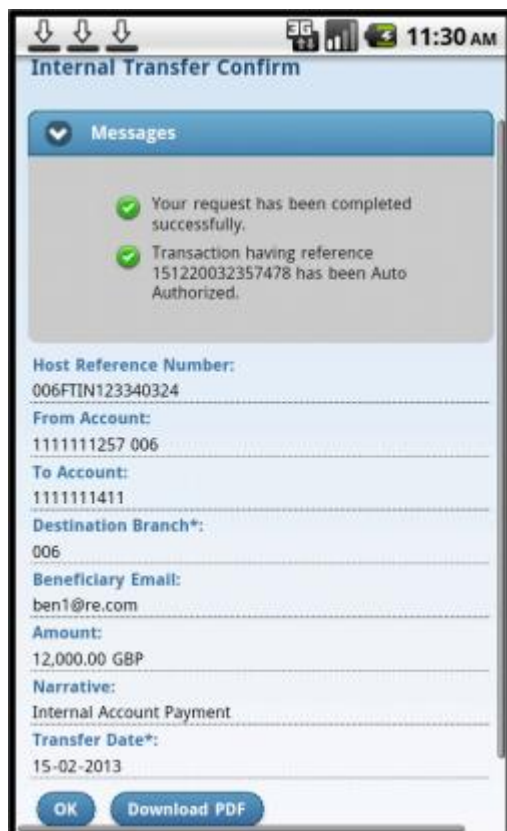 3G 11:30 AM
Internal Transfer Confirm
Messages
Your request has been completed
successfully.
Transaction having reference
151220032357478 has been Auto
Authorized.
Host Reference Number:
006FTIN123340324
From Account:
1111111257 006
To Account:
1111111411
Destination Branch*:
006
Beneficiary Email:
ben1@re.com
Amount:
12,000.00 GBP
Narrative:
Internal Account Payment
Transfer Date*:
15-02-2013
OK Download PDF